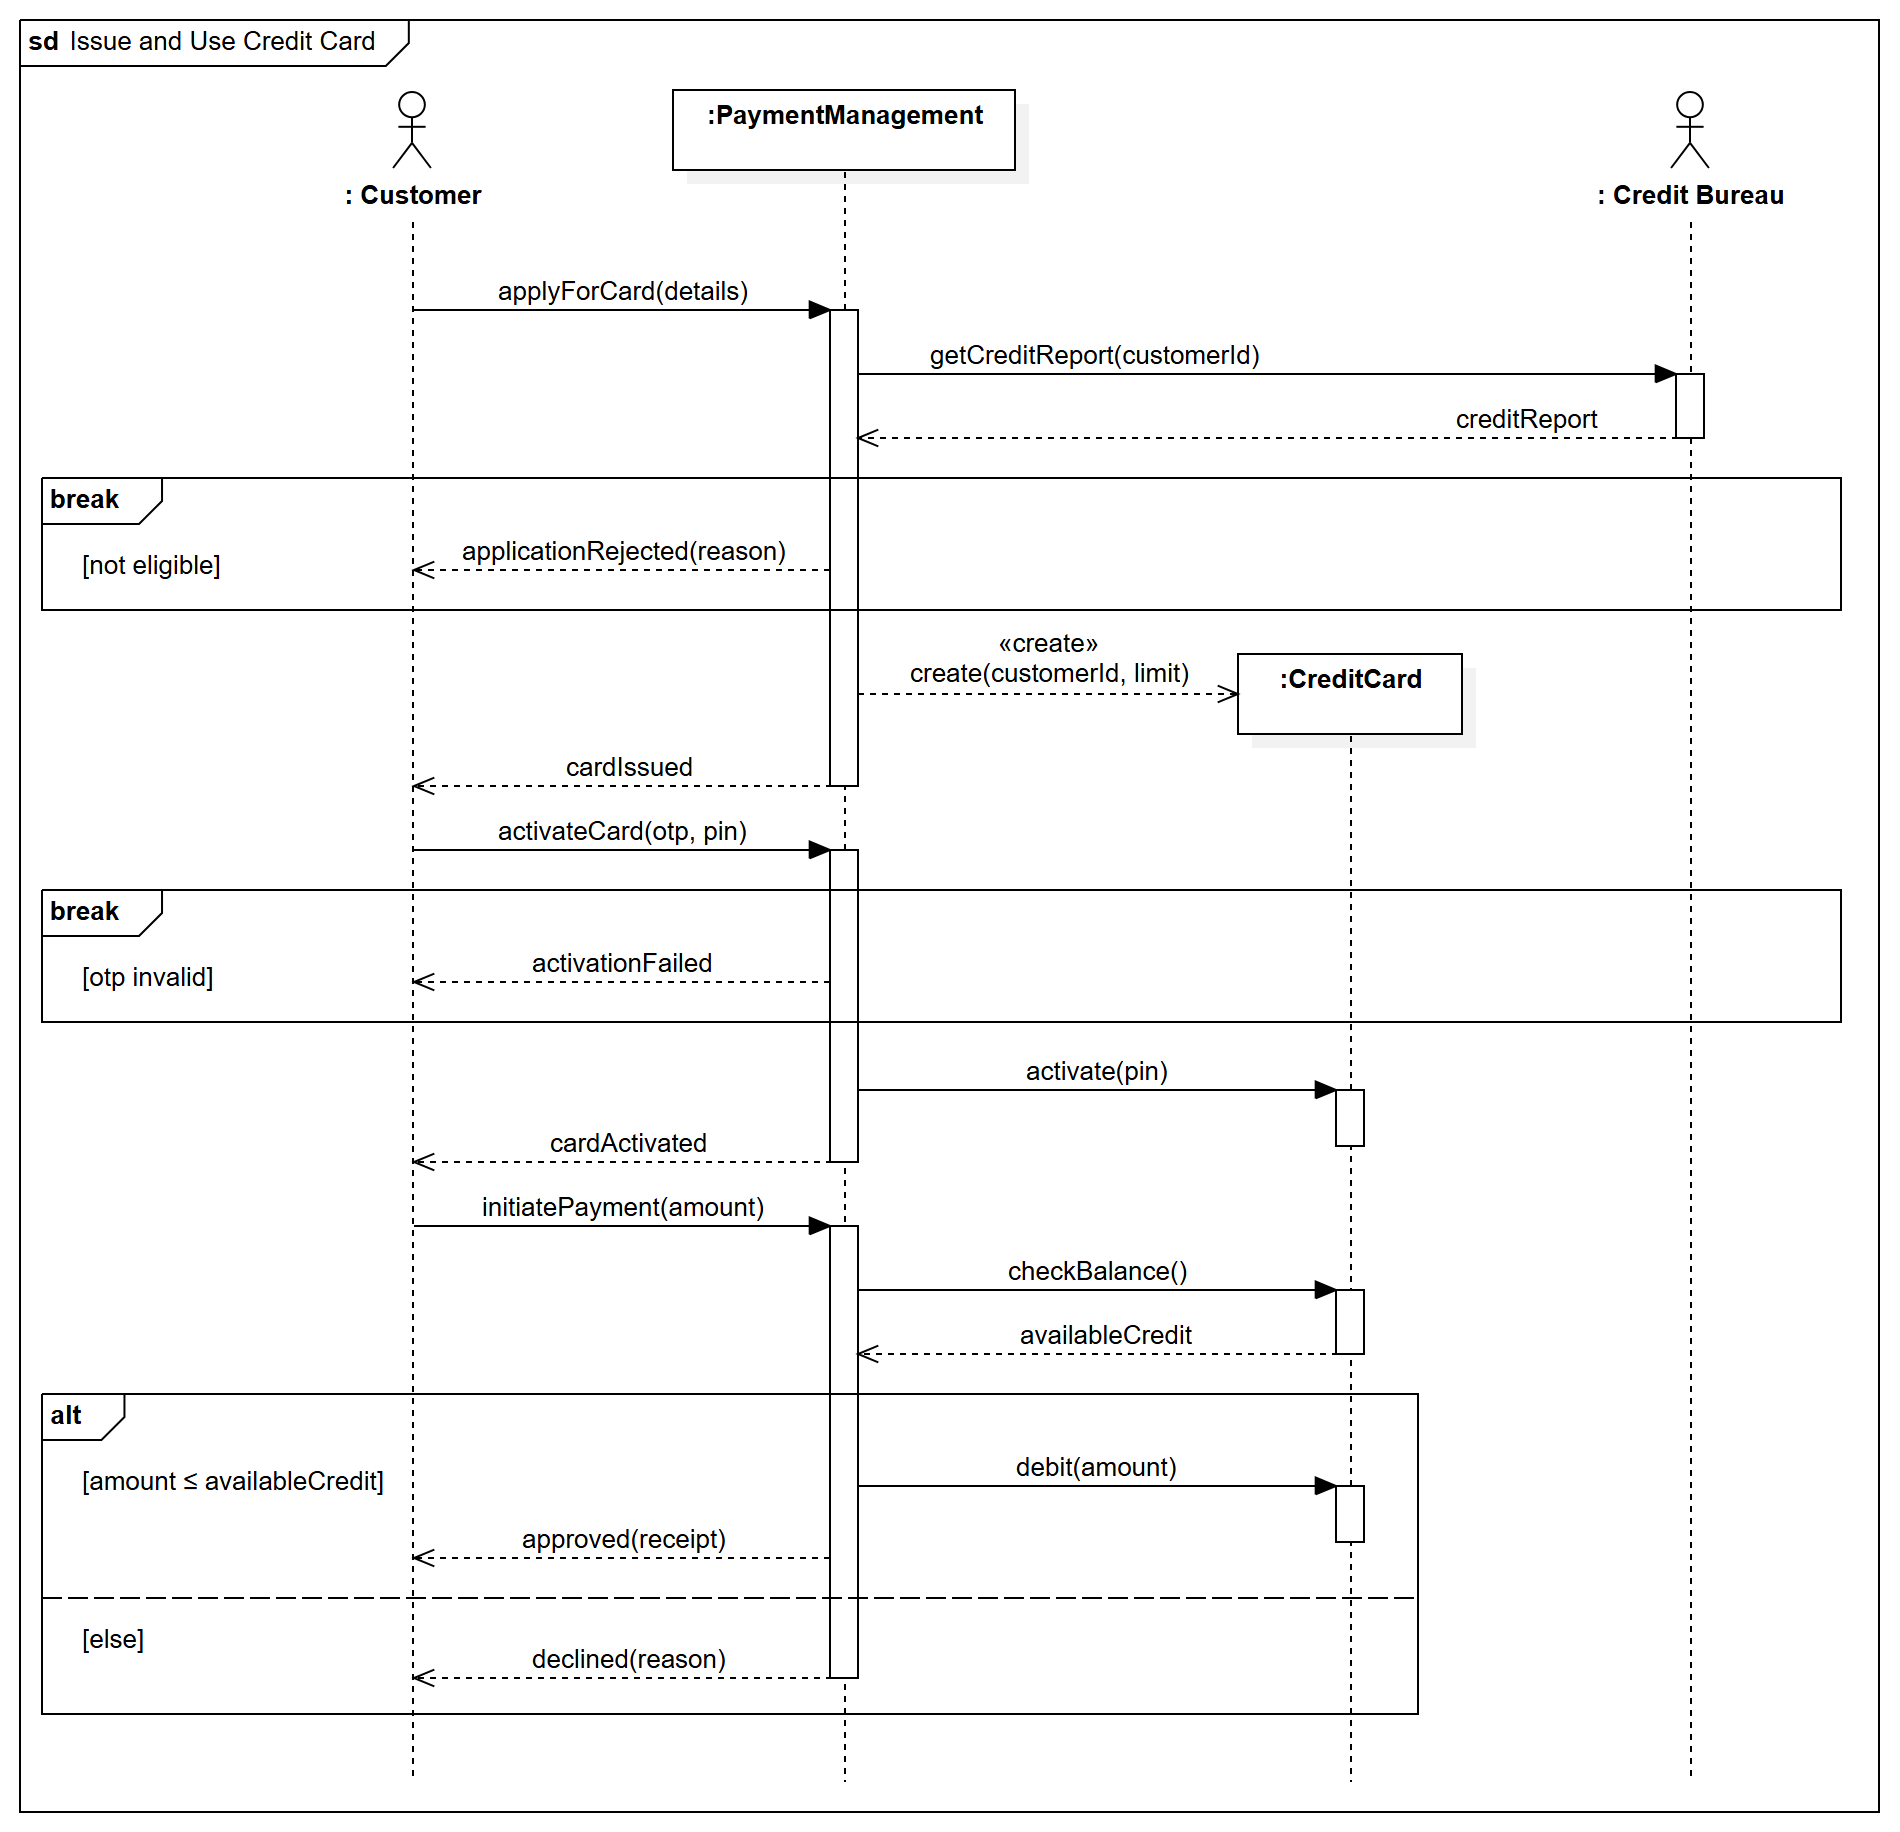 sd Issue and Use Credit Card
:PaymentManagement
: Customer
: Credit Bureau
applyForCard(details)
getCreditReport(customerId)
creditReport
break
applicationRejected(reason)
[not eligible]
«create»
create(customerId, limit)
:CreditCard
cardIssued
activateCard(otp, pin)
break
activationFailed
[otp invalid]
activate(pin)
cardActivated
initiatePayment(amount)
checkBalance()
availableCredit
alt
debit(amount)
[amount ≤ availableCredit]
approved(receipt)
[else]
declined(reason)